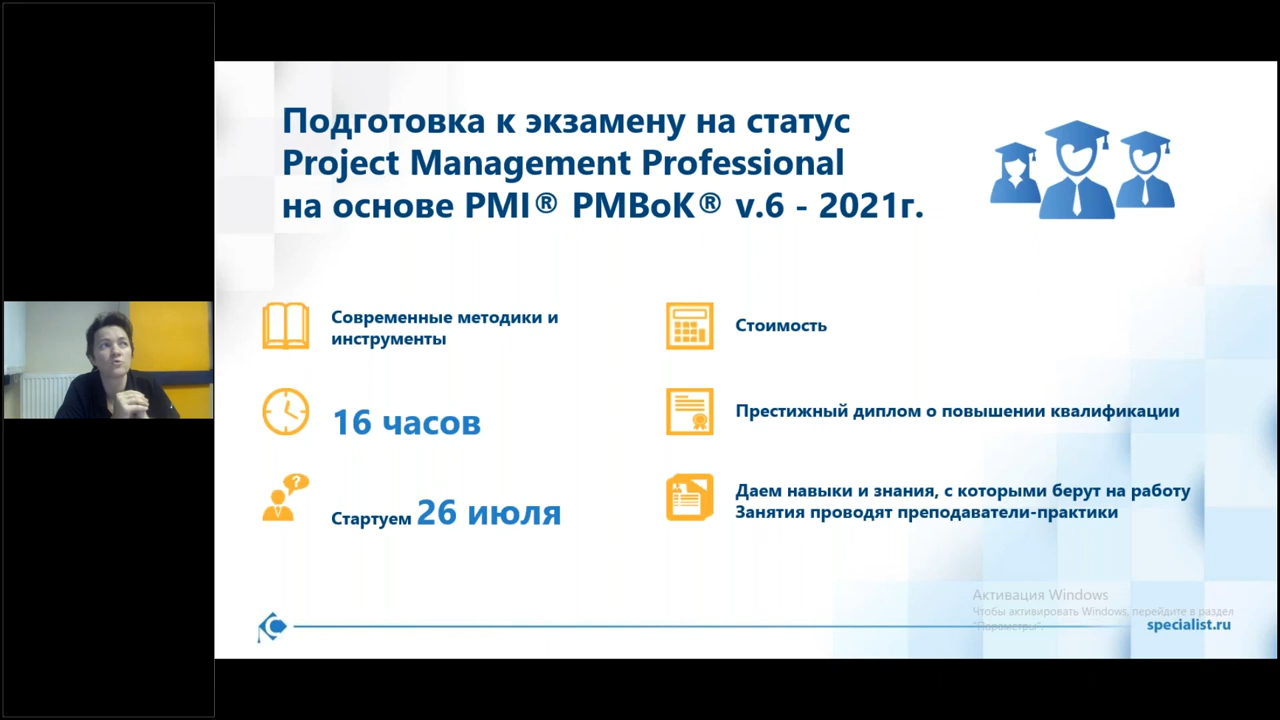 Подготовка к экзамену на статус
Project Management Professional
на основе PMI® PMBoK® v.6 - 2021г.
Современные методики и
инструменты
16 часов
Стартуем 26 июля
Стоимость
Престижный диплом о повышении квалификации
Даем навыки и знания, с которыми берут на работу
Занятия проводят преподаватели-практики
Активация Windows
Чтобы активировать Windows, перейдите в раздел
"Параметры".
specialist.ru